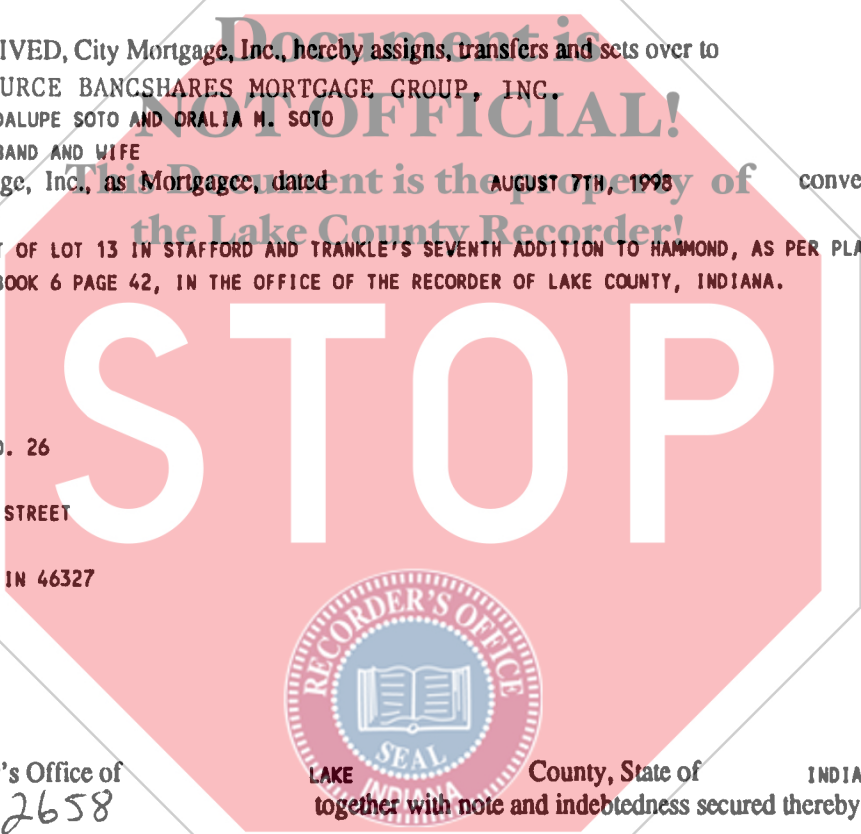 Document is
IVED, City Mortgage, Inc., hereby assigns, transfers and sets over to
URCE BANCSHARES MORTGAGE GROUP, INC.
NOT OFFICIAL!
DALUPE SOTO AND ORALIA M. SOTO
BAND AND WIFE
This Document is the property of
ge, Inc., as Mortgagee, dated AUGUST 7TH, 1998 conve
the Lake County Recorder!
T OF LOT 13 IN STAFFORD AND TRANKLE'S SEVENTH ADDITION TO HAMMOND, AS PER PLA
BOOK 6 PAGE 42, IN THE OFFICE OF THE RECORDER OF LAKE COUNTY, INDIANA.
STOP
O. 26
STREET
IN 46327
RECORDER'S OFFICE
SEAL
INDIANA
's Office of LAKE County, State of INDIA
2658 together with note and indebtedness secured thereby